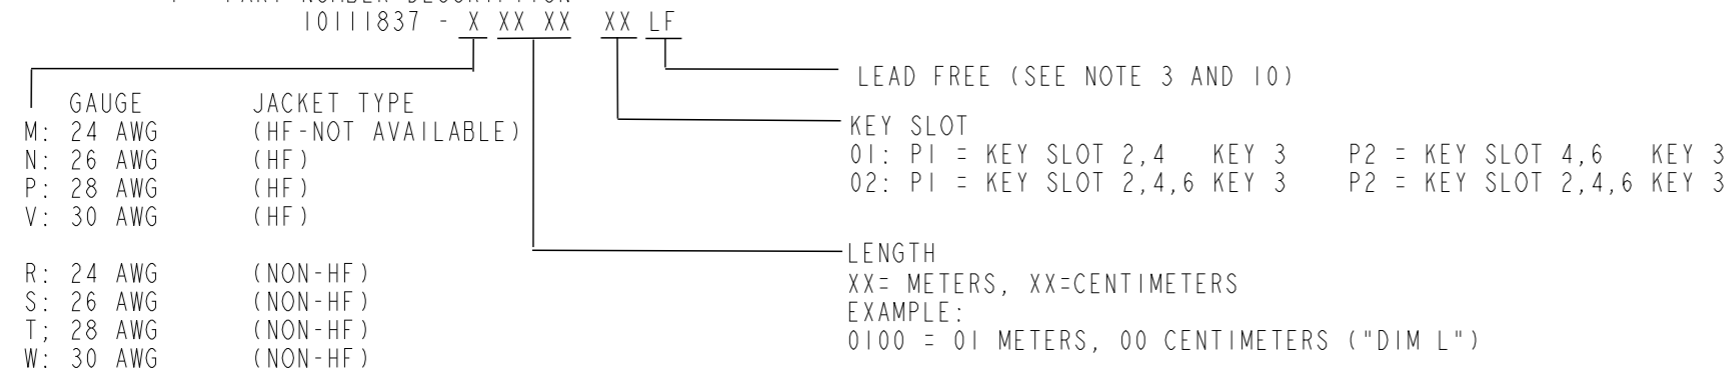 10111837 - X XX XX XX LF
LEAD FREE (SEE NOTE 3 AND 10)
GAUGE JACKET TYPE
M: 24 AWG (HF-NOT AVAILABLE)
N: 26 AWG (HF)
P: 28 AWG (HF)
V: 30 AWG (HF)
R: 24 AWG (NON-HF)
S: 26 AWG (NON-HF)
T; 28 AWG (NON-HF)
W: 30 AWG (NON-HF)
KEY SLOT
01: P1 = KEY SLOT 2,4 KEY 3 P2 = KEY SLOT 4,6 KEY 3
02: P1 = KEY SLOT 2,4,6 KEY 3 P2 = KEY SLOT 2,4,6 KEY 3
LENGTH
XX= METERS, XX=CENTIMETERS
EXAMPLE:
0100 = 01 METERS, 00 CENTIMETERS ("DIM L")